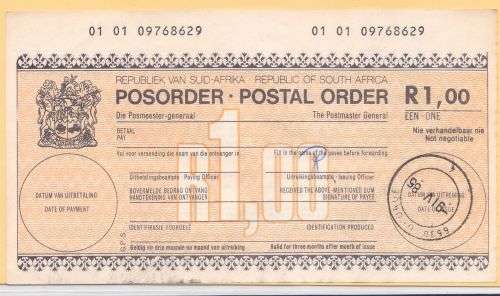 01 01 09768629 01 01 09768629
REPUBLIEK VAN SUID-AFRIKA · REPUBLIC OF SOUTH AFRICA
POSORDER · POSTAL ORDER R1,00
Die Posmeester-generaal The Postmaster General EEN - ONE
BETAAL
PAY
Nie verhandelbaar nie
Not negotiable
Vul voor versending die naam van die ontvanger in Fill in the name of the payee before forwarding
R1,00
Uitreikingsbeampte Issuing Officer
DATUM VAN UITBETALING
DATE OF PAYMENT
BOVERMELDE BEDRAG ONTVANG
HANDTEKENING VAN ONTVANGER
RECEIVED THE ABOVE-MENTIONED SUM
SIGNATURE OF PAYEE
DATUM VAN UITREIKING
IDENTIFIKASIE VOORGELÊ IDENTIFICATION PRODUCED
G.P.S.
Geldig vir drie maande na maand van uitreiking Valid for three months after month of issue